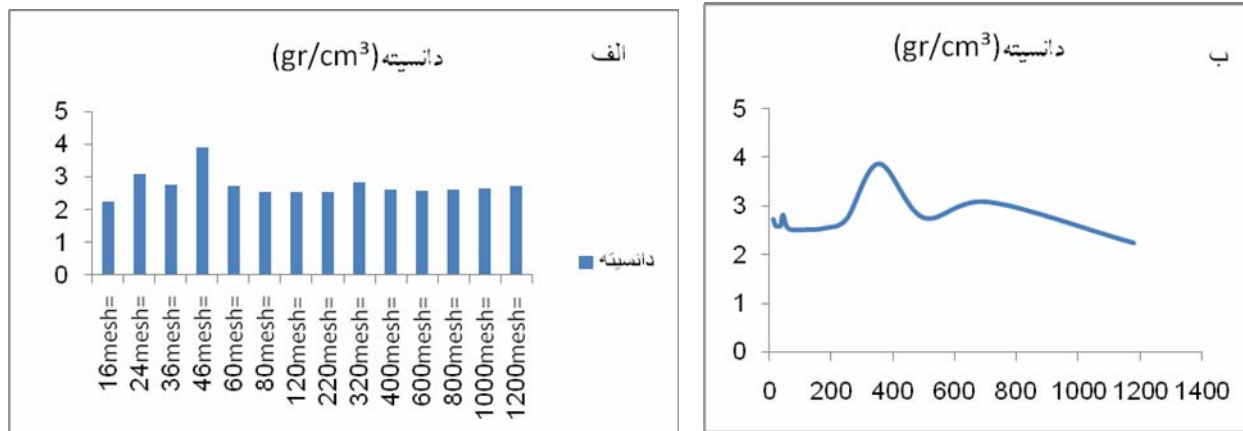 الف
دانسیته (gr/cm³)
5
4
3
2
1
0
16mesh=
24mesh=
36mesh=
46mesh=
60mesh=
80mesh=
120mesh=
220mesh=
320mesh=
400mesh=
600mesh=
800mesh=
1000mesh=
1200mesh=
دانسیته
ب
دانسیته (gr/cm³)
5
4
3
2
1
0
0 200 400 600 800 1000 1200 1400